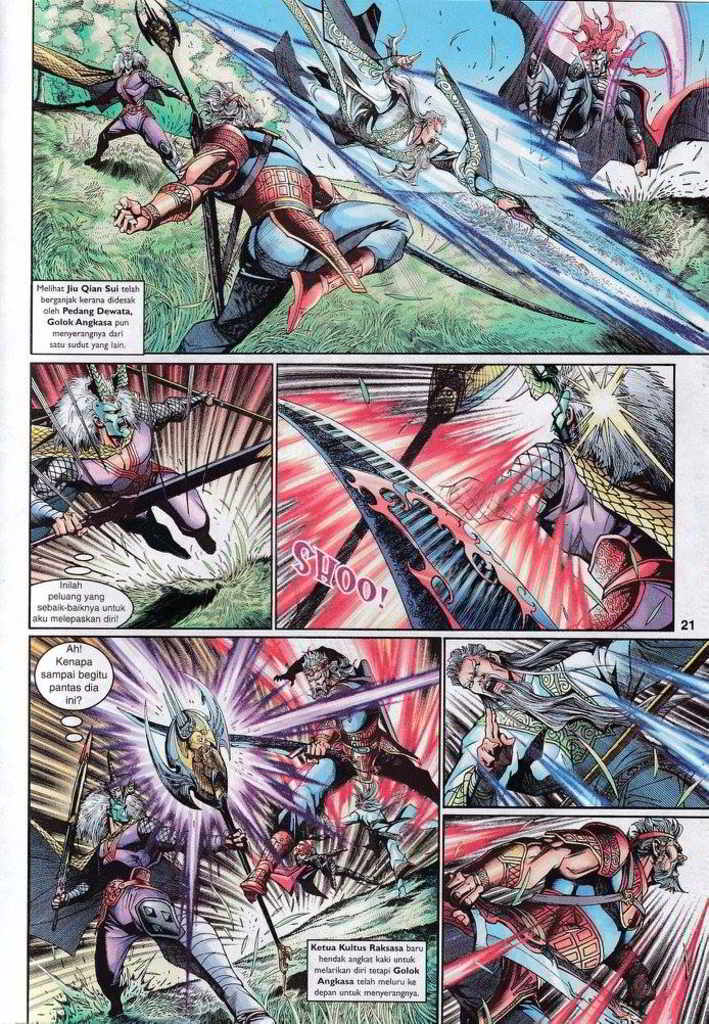 Melihat Jiu Qian Sui telah
berganjak kerana didesak
oleh Pedang Dewata,
Golok Angkasa pun
menyerangnya dari
satu sudut yang lain.
Inilah
peluang yang
sebaik-baiknya untuk
aku melepaskan diri!
SHOO!
21
Ah!
Kenapa
sampai begitu
pantas dia
ini?
Ketua Kultus Raksasa baru
hendak angkat kaki untuk
melarikan diri tetapi Golok
Angkasa telah meluru ke
depan untuk menyerangnya.